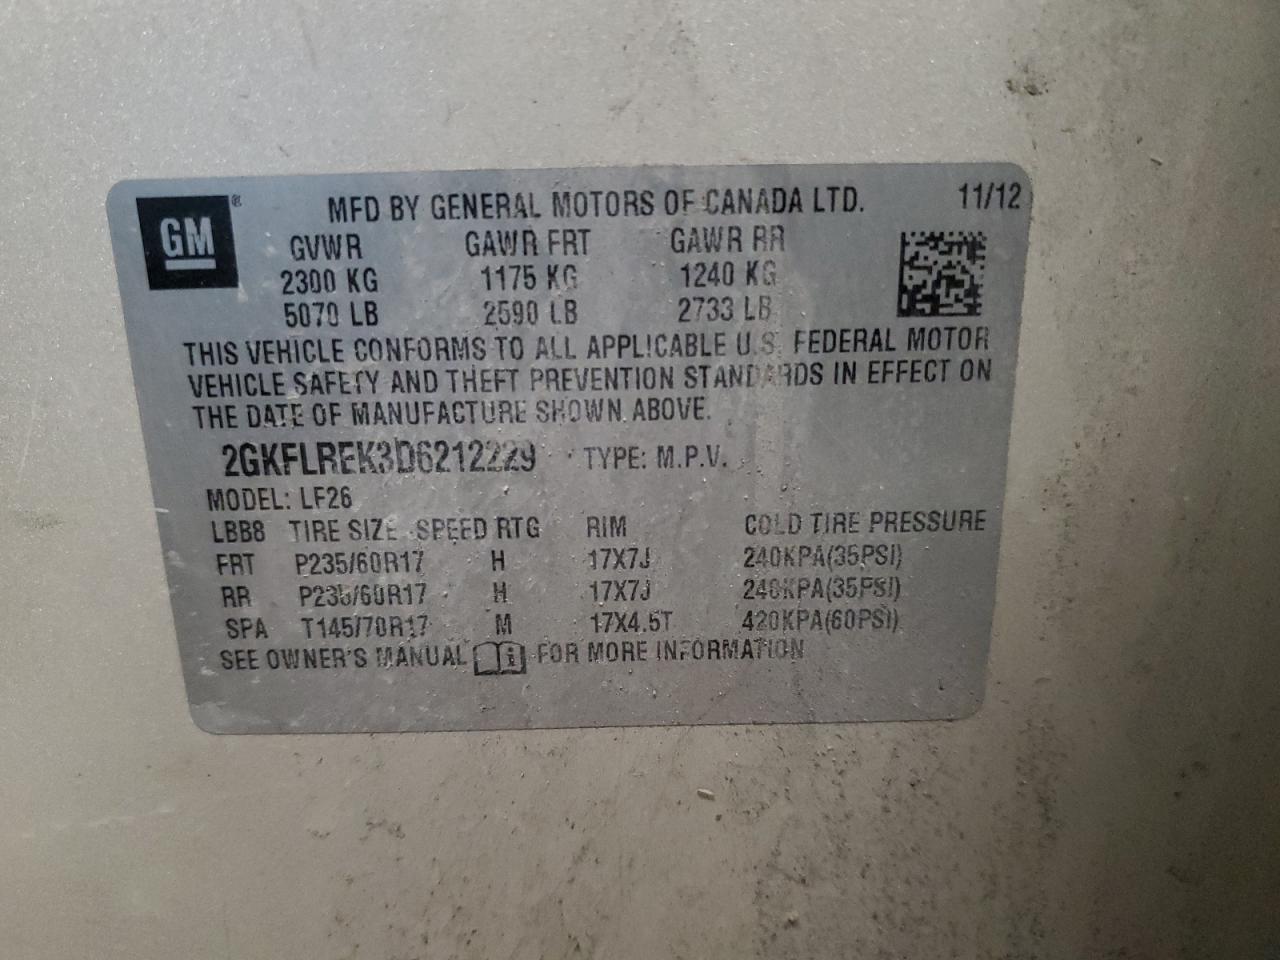 GM ® MFD BY GENERAL MOTORS OF CANADA LTD. 11/12
GVWR GAWR FRT GAWR RR
2300 KG 1175 KG 1240 KG
5070 LB 2590 LB 2733 LB
THIS VEHICLE CONFORMS TO ALL APPLICABLE U.S. FEDERAL MOTOR
VEHICLE SAFETY AND THEFT PREVENTION STANDARDS IN EFFECT ON
THE DATE OF MANUFACTURE SHOWN ABOVE.
2GKFLREK3D6212229 TYPE: M.P.V.
MODEL: LF26
LBB8 TIRE SIZE SPEED RTG RIM COLD TIRE PRESSURE
FRT P235/60R17 H 17X7J 240KPA(35PSI)
RR P235/60R17 H 17X7J 240KPA(35PSI)
SPA T145/70R17 M 17X4.5T 420KPA(60PSI)
SEE OWNER'S MANUAL i FOR MORE INFORMATION